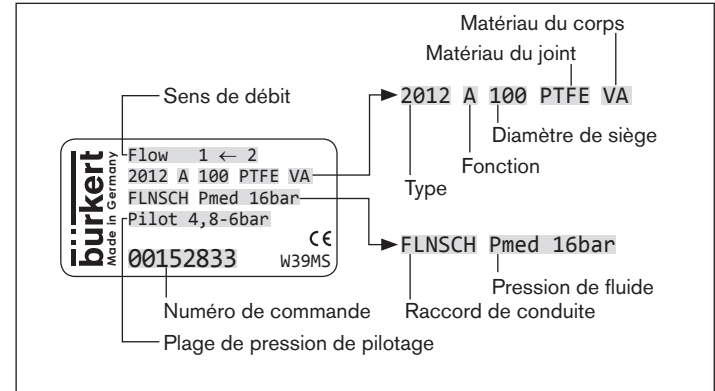 Matériau du corps
Matériau du joint
2012 A 100 PTFE VA
Sens de débit
Diamètre de siège
Fonction
Type
bürkert
Made in Germany
Flow 1 ← 2
2012 A 100 PTFE VA
FLNSCH Pmed 16bar
Pilot 4,8-6bar
CE
00152833 W39MS
FLNSCH Pmed 16bar
Pression de fluide
Numéro de commande
Raccord de conduite
Plage de pression de pilotage